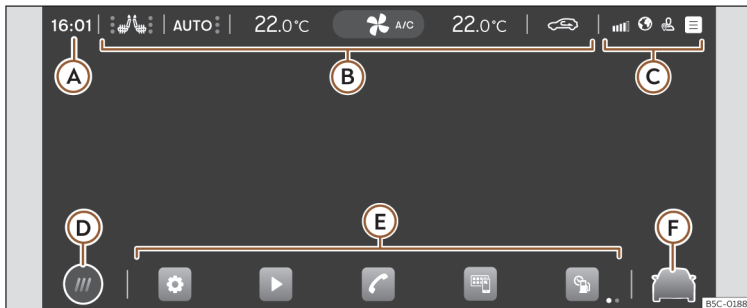 16:01 AUTO 22.0°C A/C 22.0°C
A B C
D E F
B5C-0188